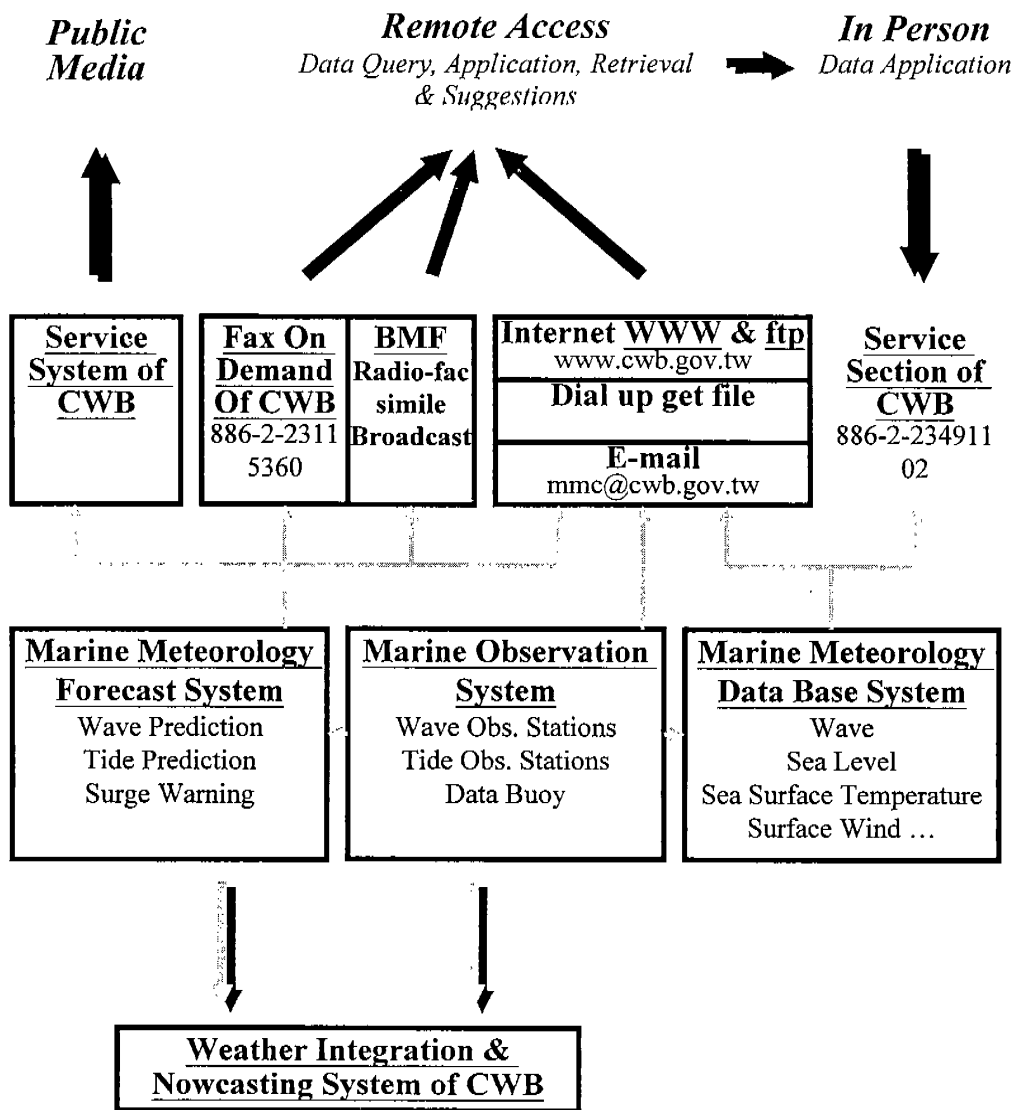 Public
Media
Remote Access
Data Query, Application, Retrieval
& Suggestions
In Person
Data Application
Service
System of
CWB
Fax On
Demand
Of CWB
886-2-2311
5360
BMF
Radio-fac
simile
Broadcast
Internet WWW & ftp
www.cwb.gov.tw
Dial up get file
E-mail
mmc@cwb.gov.tw
Service
Section of
CWB
886-2-234911
02
Marine Meteorology
Forecast System
Wave Prediction
Tide Prediction
Surge Warning
Marine Observation
System
Wave Obs. Stations
Tide Obs. Stations
Data Buoy
Marine Meteorology
Data Base System
Wave
Sea Level
Sea Surface Temperature
Surface Wind ...
Weather Integration &
Nowcasting System of CWB